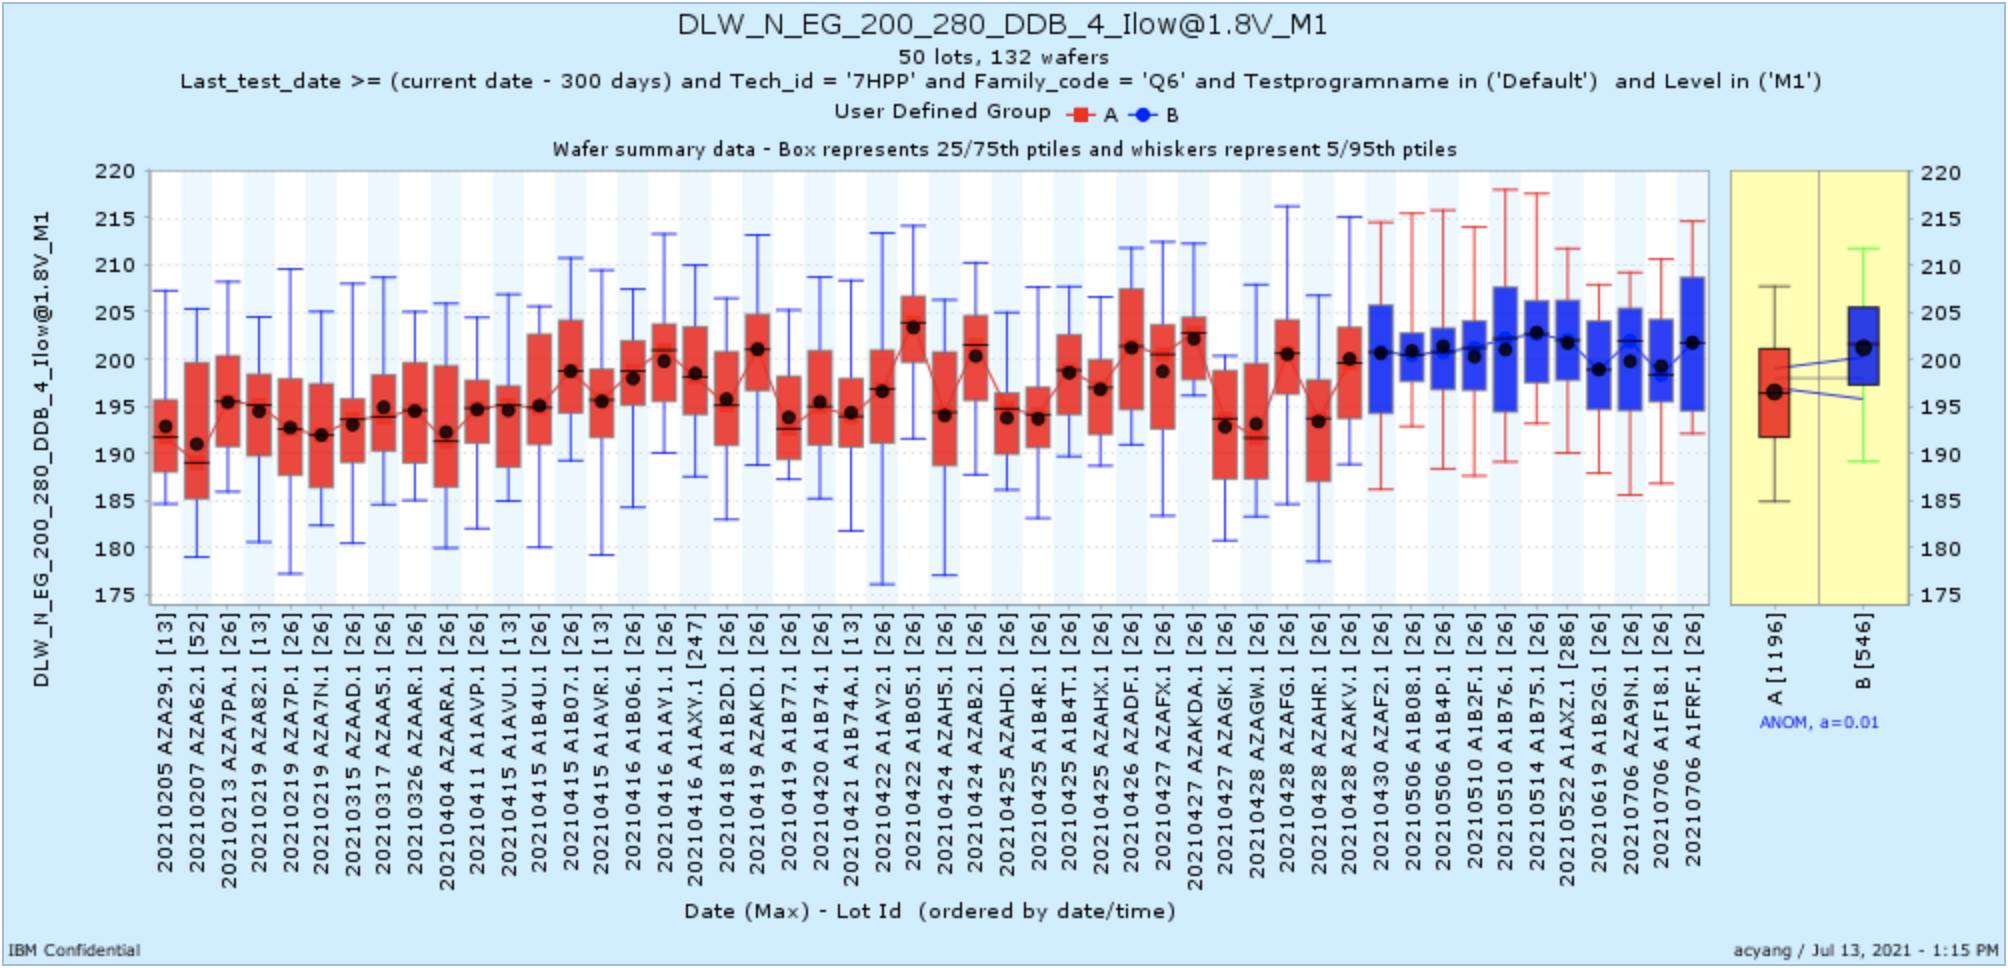 DLW_N_EG_200_280_DDB_4_Ilow@1.8V_M1
50 lots, 132 wafers
Last_test_date >= (current date - 300 days) and Tech_id = '7HPP' and Family_code = 'Q6' and Testprogramname in ('Default')  and Level in ('M1')
User Defined Group A B
Wafer summary data - Box represents 25/75th ptiles and whiskers represent 5/95th ptiles
DLW_N_EG_200_280_DDB_4_Ilow@1.8V_M1
220
215
210
205
200
195
190
185
180
175
220
215
210
205
200
195
190
185
180
175
20210205 AZA29.1 [13]
20210207 AZA62.1 [52]
20210213 AZA7PA.1 [26]
20210219 AZA82.1 [13]
20210219 AZA7P.1 [26]
20210219 AZA7N.1 [26]
20210315 AZAAD.1 [26]
20210317 AZAA5.1 [26]
20210326 AZAAR.1 [26]
20210404 AZAARA.1 [26]
20210411 A1AVP.1 [26]
20210415 A1AVU.1 [13]
20210415 A1B4U.1 [26]
20210415 A1B07.1 [26]
20210415 A1AVR.1 [13]
20210416 A1B06.1 [26]
20210416 A1AY1.1 [26]
20210416 A1AXY.1 [247]
20210418 A1B2D.1 [26]
20210419 AZAKD.1 [26]
20210419 A1B77.1 [26]
20210420 A1B74.1 [26]
20210421 A1B74A.1 [13]
20210422 A1AY2.1 [26]
20210422 A1B05.1 [26]
20210424 AZAH5.1 [26]
20210424 AZAB2.1 [26]
20210425 AZAHD.1 [26]
20210425 A1B4R.1 [26]
20210425 A1B4T.1 [26]
20210425 AZAHX.1 [26]
20210426 AZADF.1 [26]
20210427 AZAFX.1 [26]
20210427 AZAKDA.1 [26]
20210427 AZAGK.1 [26]
20210428 AZAGW.1 [26]
20210428 AZAFG.1 [26]
20210428 AZAHR.1 [26]
20210428 AZAKV.1 [26]
20210430 AZAF2.1 [26]
20210506 A1B08.1 [26]
20210506 A1B4P.1 [26]
20210510 A1B2F.1 [26]
20210510 A1B76.1 [26]
20210514 A1B75.1 [26]
20210522 A1AXZ.1 [286]
20210619 A1B2G.1 [26]
20210706 AZA9N.1 [26]
20210706 A1F18.1 [26]
20210706 A1FRF.1 [26]
A [1196]
B [546]
ANOM, a=0.01
Date (Max) - Lot Id  (ordered by date/time)
IBM Confidential
acyang / Jul 13, 2021 - 1:15 PM